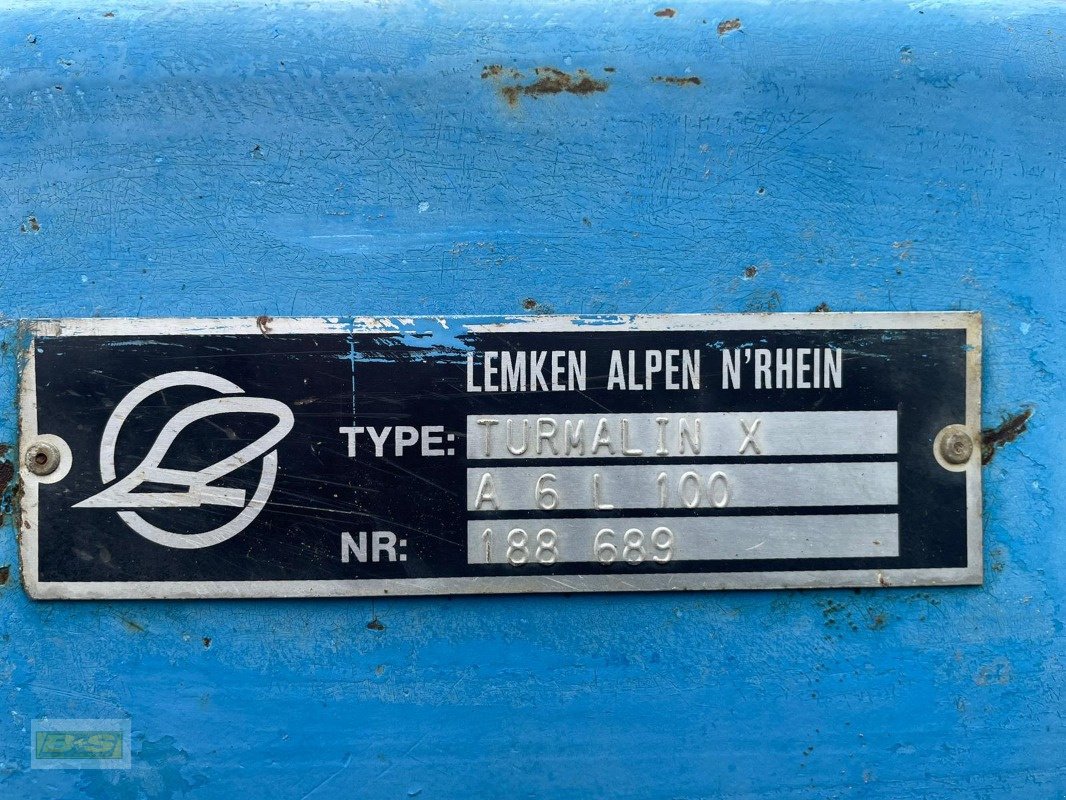 LEMKEN ALPEN N'RHEIN
TYPE: TURMALIN X
A 6 L 100
NR: 188 689
B&S